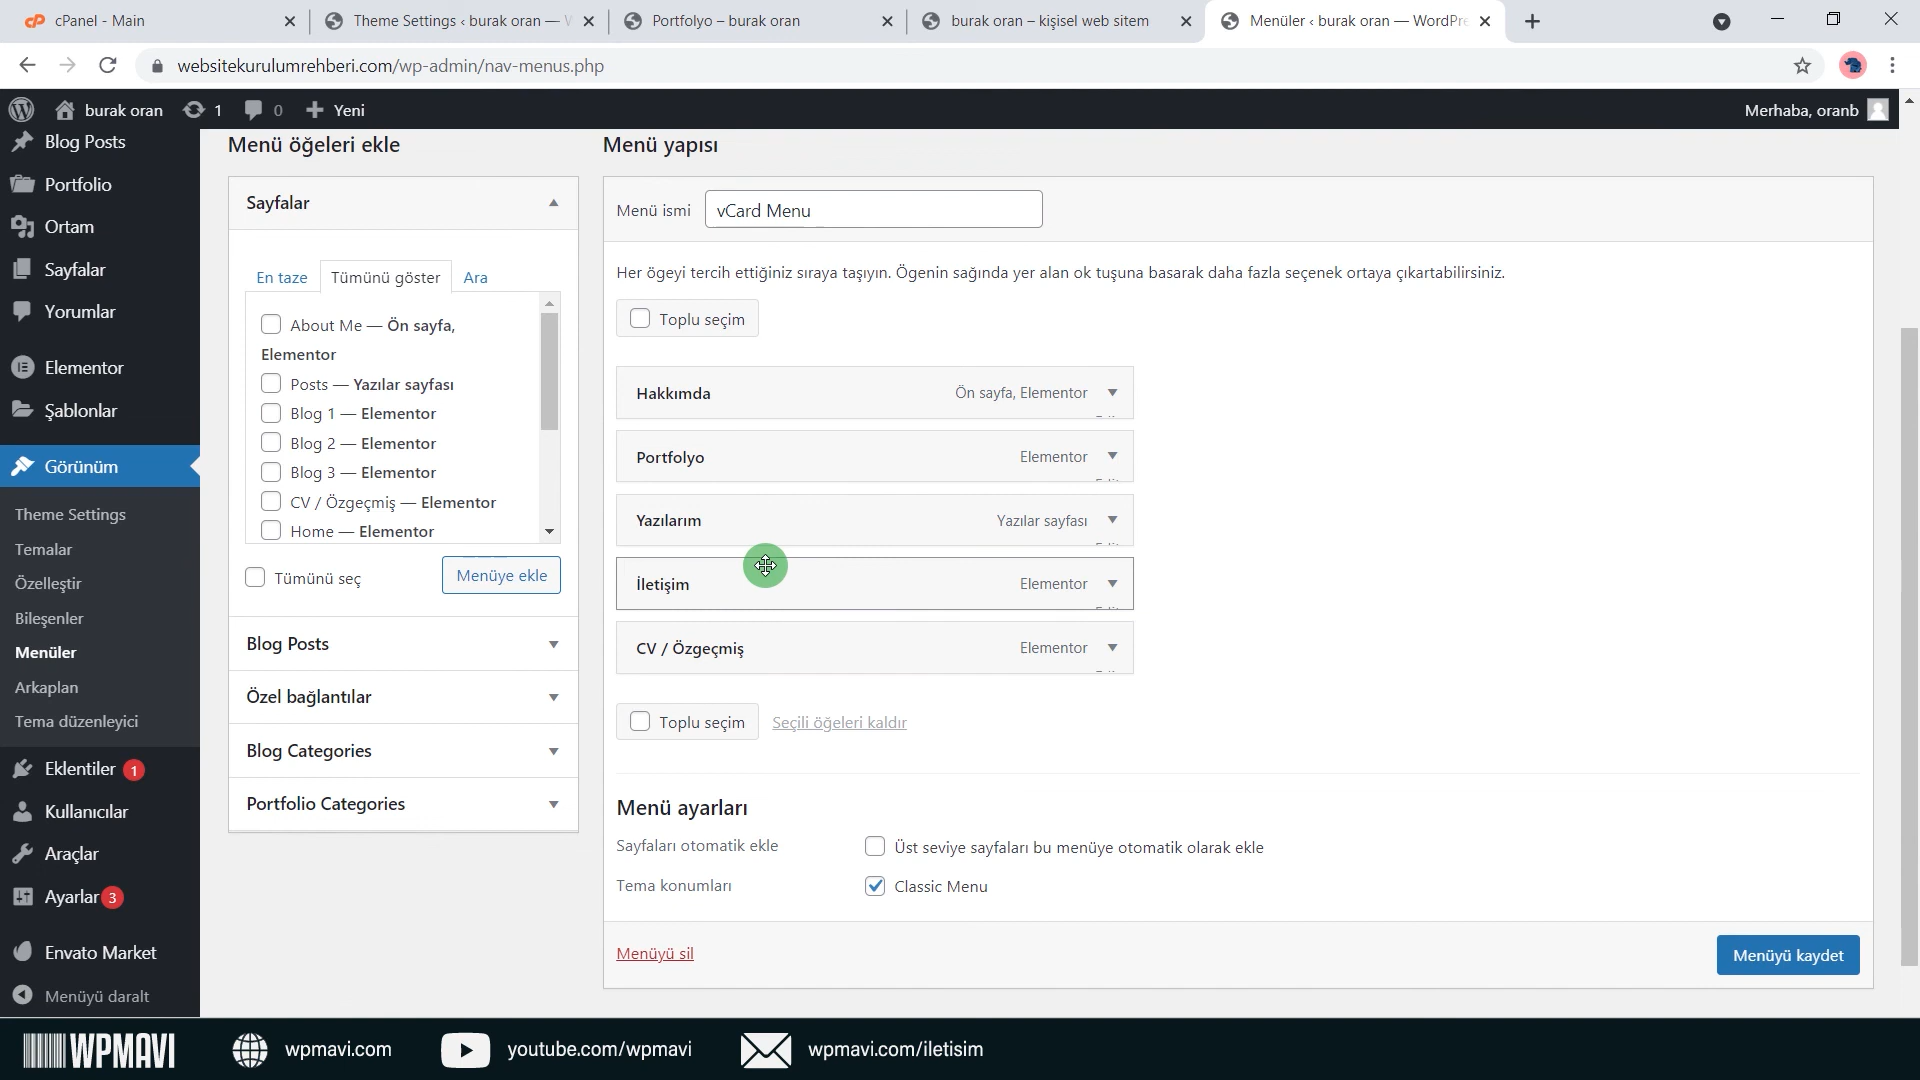 cPanel - Main
Theme Settings ‹ burak oran —
Portfolyo – burak oran
burak oran – kişisel web sitem
Menüler ‹ burak oran — WordPre
websitekurulumrehberi.com/wp-admin/nav-menus.php
burak oran
1
0
Yeni
Merhaba, oranb
Blog Posts
Portfolio
Ortam
Sayfalar
Yorumlar
Elementor
Şablonlar
Görünüm
Theme Settings
Temalar
Özelleştir
Bileşenler
Menüler
Arkaplan
Tema düzenleyici
Eklentiler 1
Kullanıcılar
Araçlar
Ayarlar 3
Envato Market
Menüyü daralt
Menü öğeleri ekle
Sayfalar
En taze
Tümünü göster
Ara
About Me — Ön sayfa,
Elementor
Posts — Yazılar sayfası
Blog 1 — Elementor
Blog 2 — Elementor
Blog 3 — Elementor
CV / Özgeçmiş — Elementor
Home — Elementor
Tümünü seç
Menüye ekle
Blog Posts
Özel bağlantılar
Blog Categories
Portfolio Categories
Menü yapısı
Menü ismi
vCard Menu
Her ögeyi tercih ettiğiniz sıraya taşıyın. Ögenin sağında yer alan ok tuşuna basarak daha fazla seçenek ortaya çıkartabilirsiniz.
Toplu seçim
Hakkımda
Ön sayfa, Elementor
Portfolyo
Elementor
Yazılarım
Yazılar sayfası
İletişim
Elementor
CV / Özgeçmiş
Elementor
Toplu seçim
Seçili öğeleri kaldır
Menü ayarları
Sayfaları otomatik ekle
Üst seviye sayfaları bu menüye otomatik olarak ekle
Tema konumları
Classic Menu
Menüyü sil
Menüyü kaydet
WPMAVI
wpmavi.com
youtube.com/wpmavi
wpmavi.com/iletisim